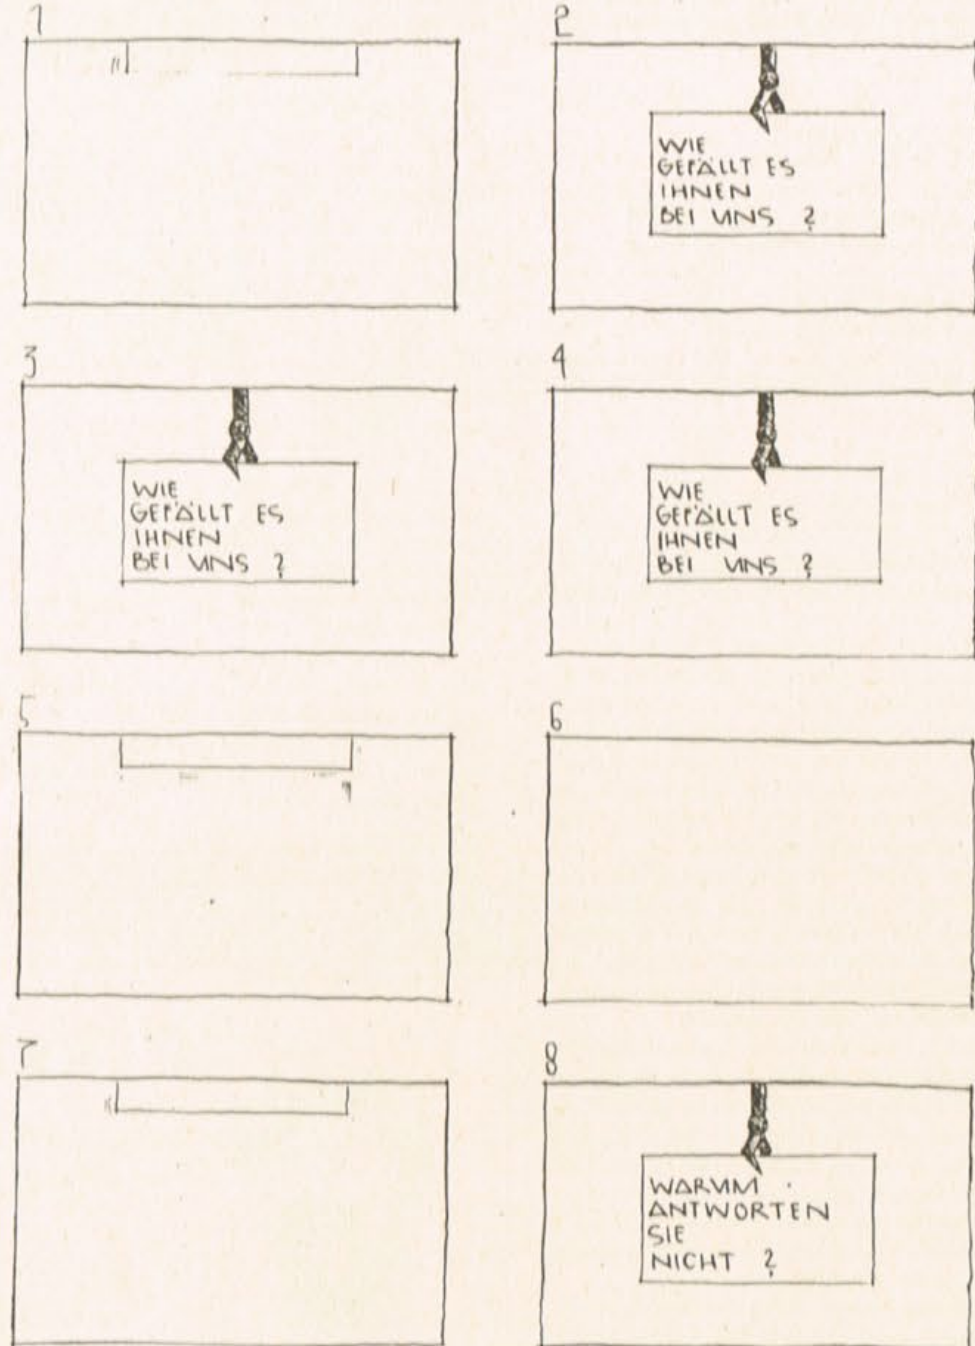 1
2
WIE
GEFÄLLT ES
IHNEN
BEI UNS ?
3
WIE
GEFÄLLT ES
IHNEN
BEI UNS ?
4
WIE
GEFÄLLT ES
IHNEN
BEI UNS ?
5
6
7
8
WARUM
ANTWORTEN
SIE
NICHT ?